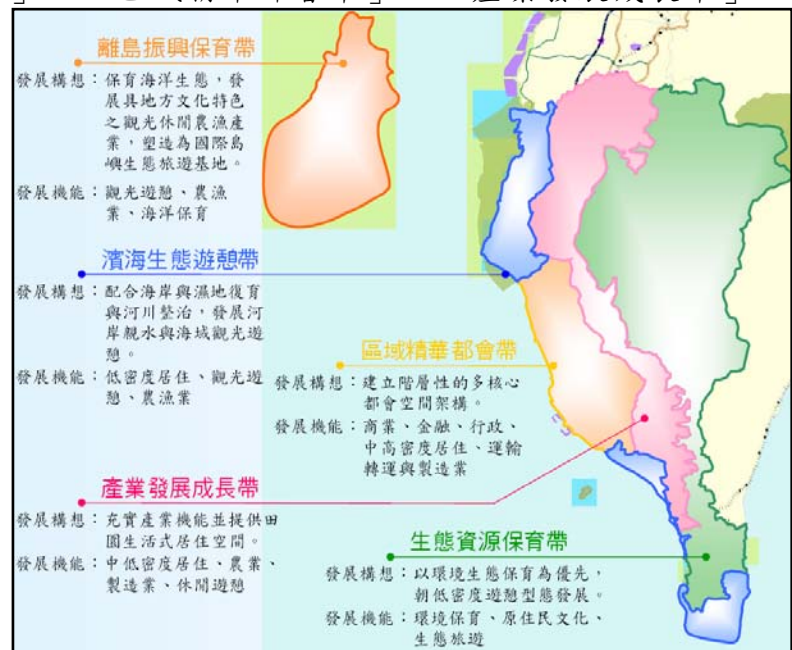 離島振興保育帶
發展構想：保育海洋生態，發
展具地方文化特色
之觀光休閒農漁產
業，塑造為國際島
嶼生態旅遊基地。
發展機能：觀光遊憩、農漁
業、海洋保育
濱海生態遊憩帶
發展構想：配合海岸與濕地復育
與河川整治，發展河
岸親水與海域觀光遊
憩。
發展機能：低密度居住、觀光遊
憩、農漁業
區域精華都會帶
發展構想：建立階層性的多核心
都會空間架構。
發展機能：商業、金融、行政、
中高密度居住、運輸
轉運與製造業
產業發展成長帶
發展構想：充實產業機能並提供田
園生活式居住空間。
發展機能：中低密度居住、農業、
製造業、休閒遊憩
生態資源保育帶
發展構想：以環境生態保育為優先，
朝低密度遊憩型態發展。
發展機能：環境保育、原住民文化、
生態旅遊